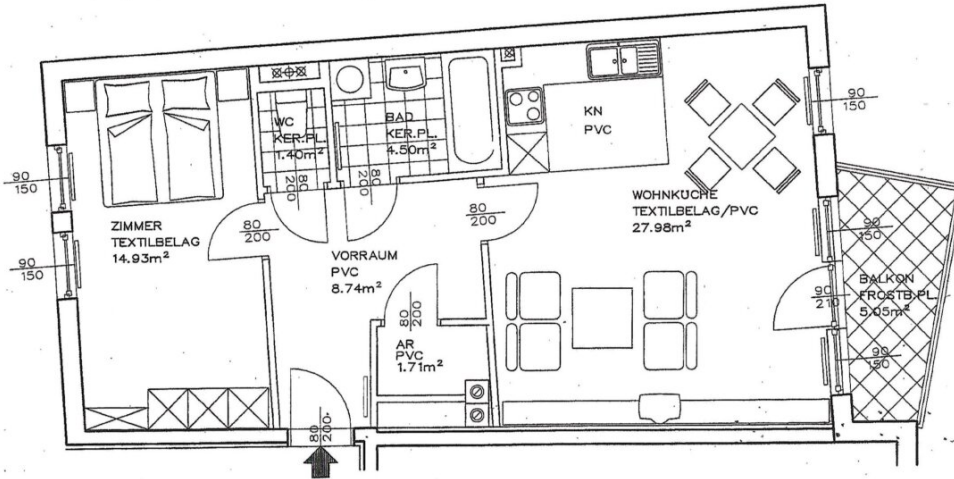 WC
KER.PL.
1.40m²
BAD
KER.PL.
4.50m²
KN
PVC
90
150
90
150
80
200
80
200
ZIMMER
TEXTILBELAG
14.93m²
80
200
80
200
WOHNKÜCHE
TEXTILBELAG/PVC
27.98m²
90
150
90
150
VORRAUM
PVC
8.74m²
BALKON
FROSTB.PL.
5.05m²
90
210
80
200
AR
PVC
1.71m²
90
150
80
200